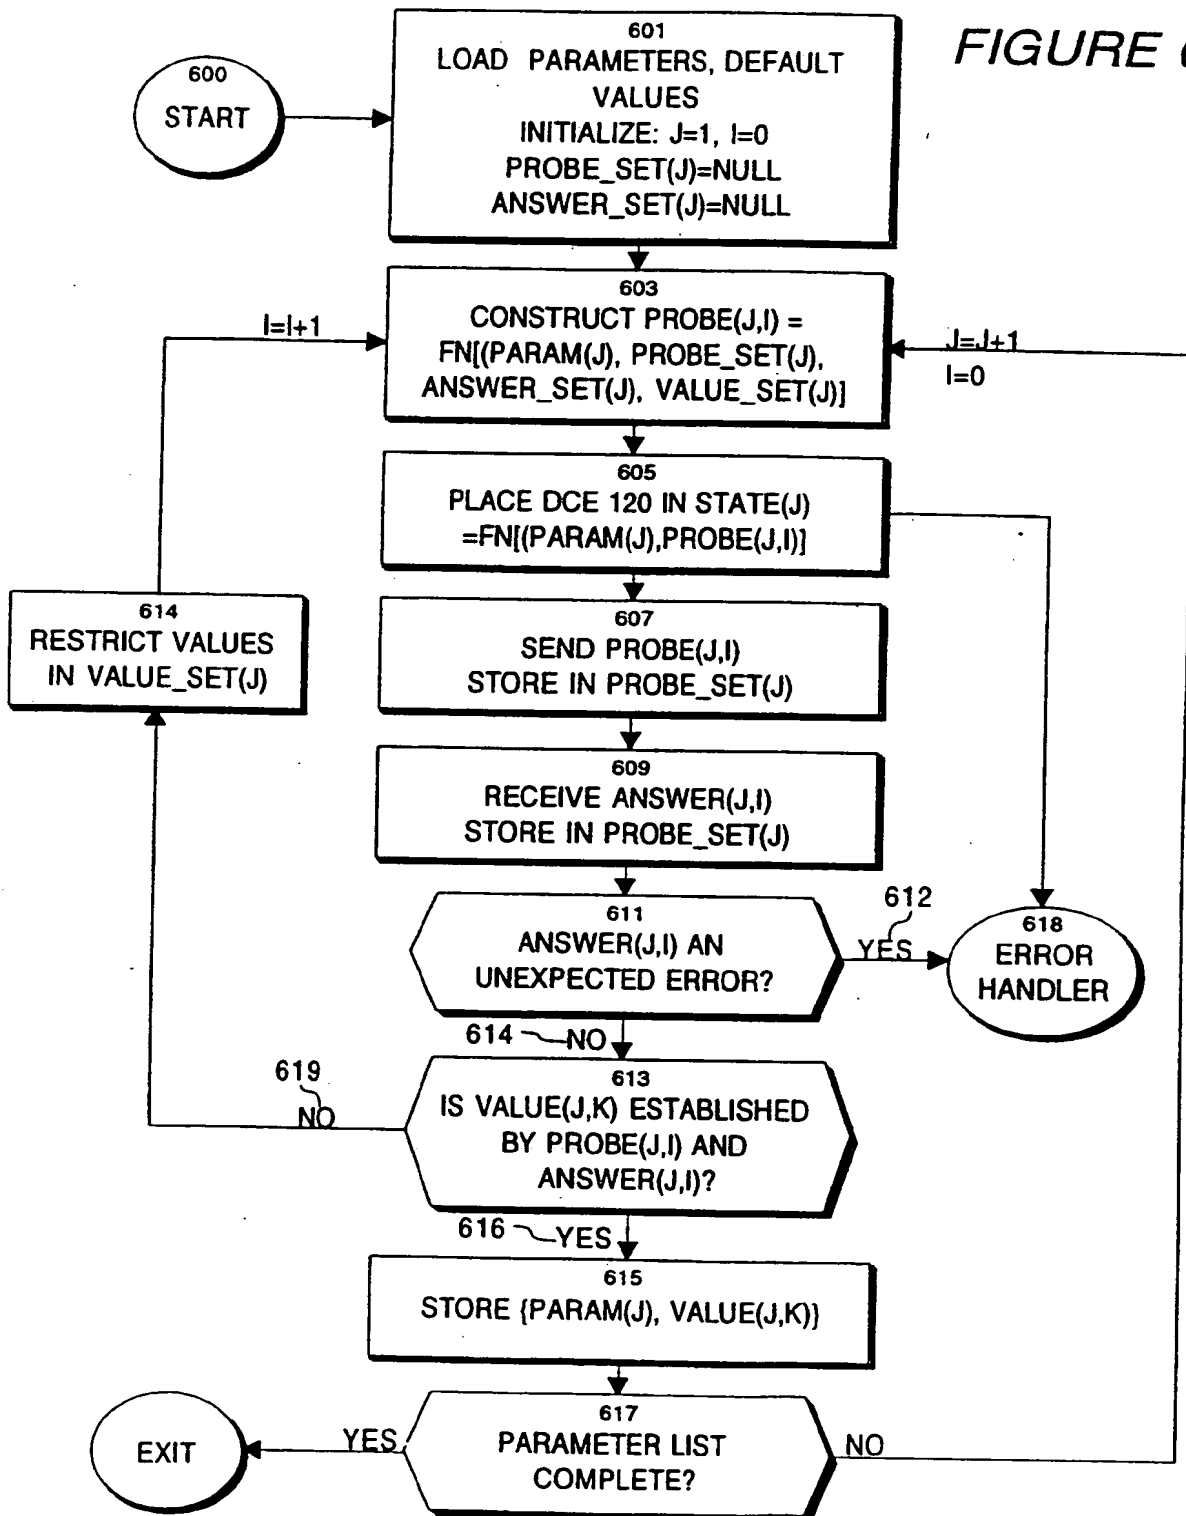 FIGURE 6
600
START
601
LOAD PARAMETERS, DEFAULT
VALUES
INITIALIZE: J=1, I=0
PROBE_SET(J)=NULL
ANSWER_SET(J)=NULL
I=I+1
603
CONSTRUCT PROBE(J,I) =
FN[(PARAM(J), PROBE_SET(J),
ANSWER_SET(J), VALUE_SET(J)]
J=J+1
I=0
605
PLACE DCE 120 IN STATE(J)
=FN[(PARAM(J),PROBE(J,I)]
614
RESTRICT VALUES
IN VALUE_SET(J)
607
SEND PROBE(J,I)
STORE IN PROBE_SET(J)
609
RECEIVE ANSWER(J,I)
STORE IN PROBE_SET(J)
611
ANSWER(J,I) AN
UNEXPECTED ERROR?
612
YES
618
ERROR
HANDLER
614 NO
619
NO
613
IS VALUE(J,K) ESTABLISHED
BY PROBE(J,I) AND
ANSWER(J,I)?
616 YES
615
STORE {PARAM(J), VALUE(J,K)}
617
PARAMETER LIST
COMPLETE?
YES
NO
EXIT